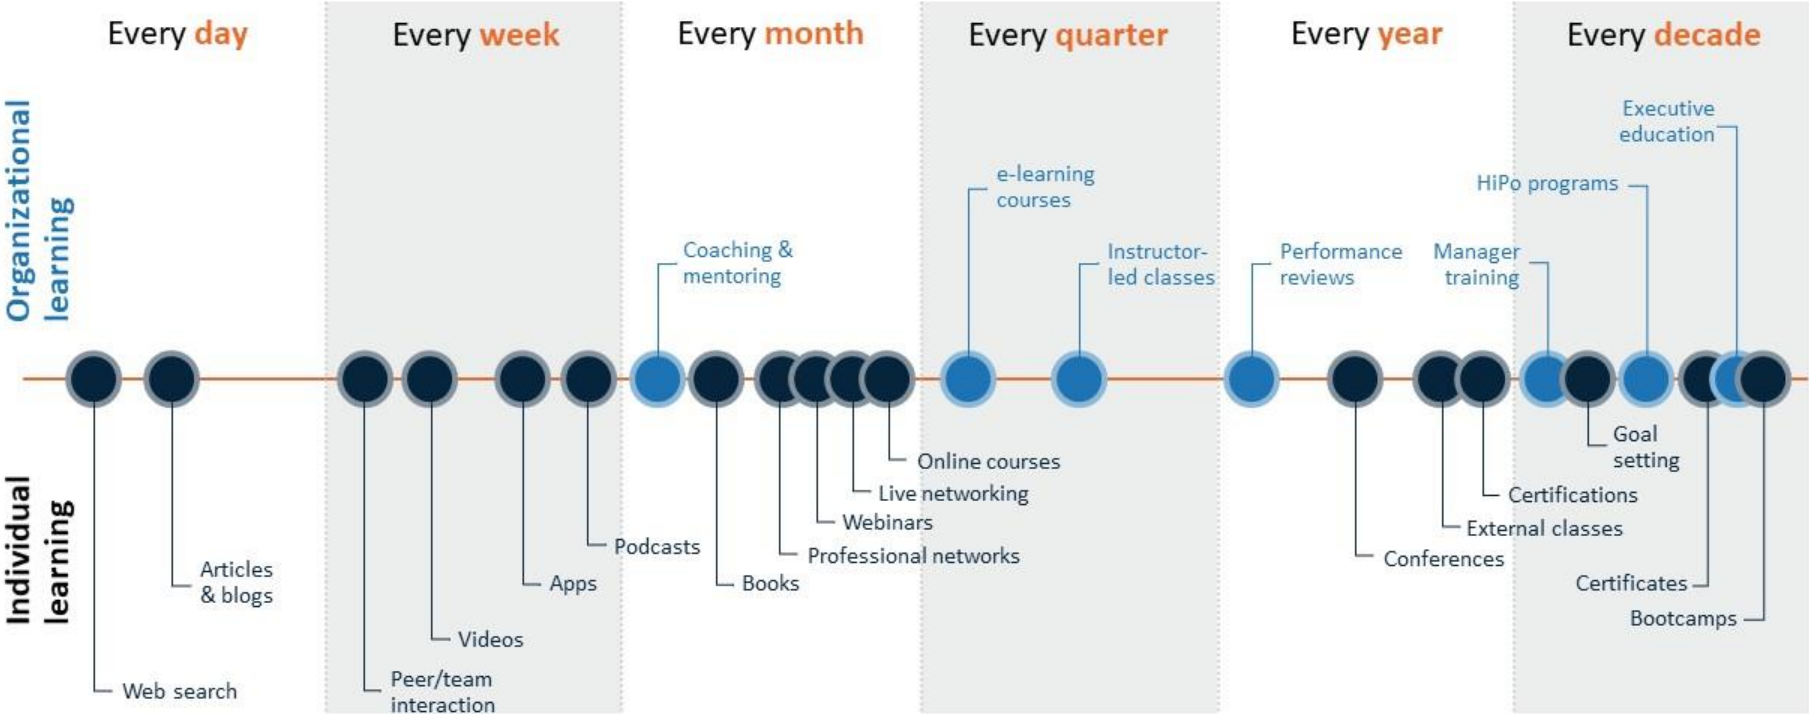 Every day
Every week
Every month
Every quarter
Every year
Every decade
Organizational
learning
Executive
education
e-learning
courses
HiPo programs
Coaching &
mentoring
Instructor-
led classes
Performance
reviews
Manager
training
Individual
learning
Web search
Articles
& blogs
Peer/team
interaction
Videos
Apps
Podcasts
Books
Professional networks
Webinars
Live networking
Online courses
Conferences
External classes
Certifications
Goal
setting
Certificates
Bootcamps